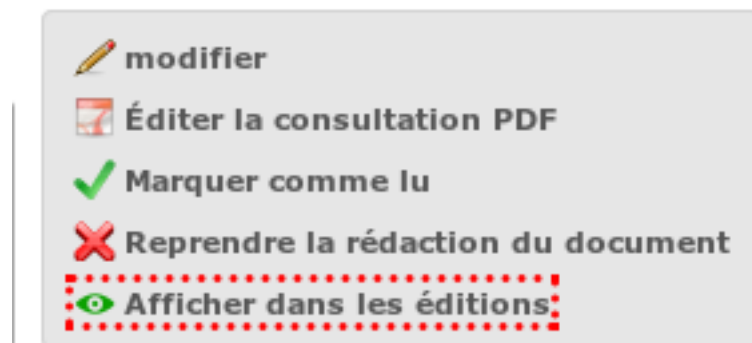 modifier
Éditer la consultation PDF
Marquer comme lu
Reprendre la rédaction du document
Afficher dans les éditions